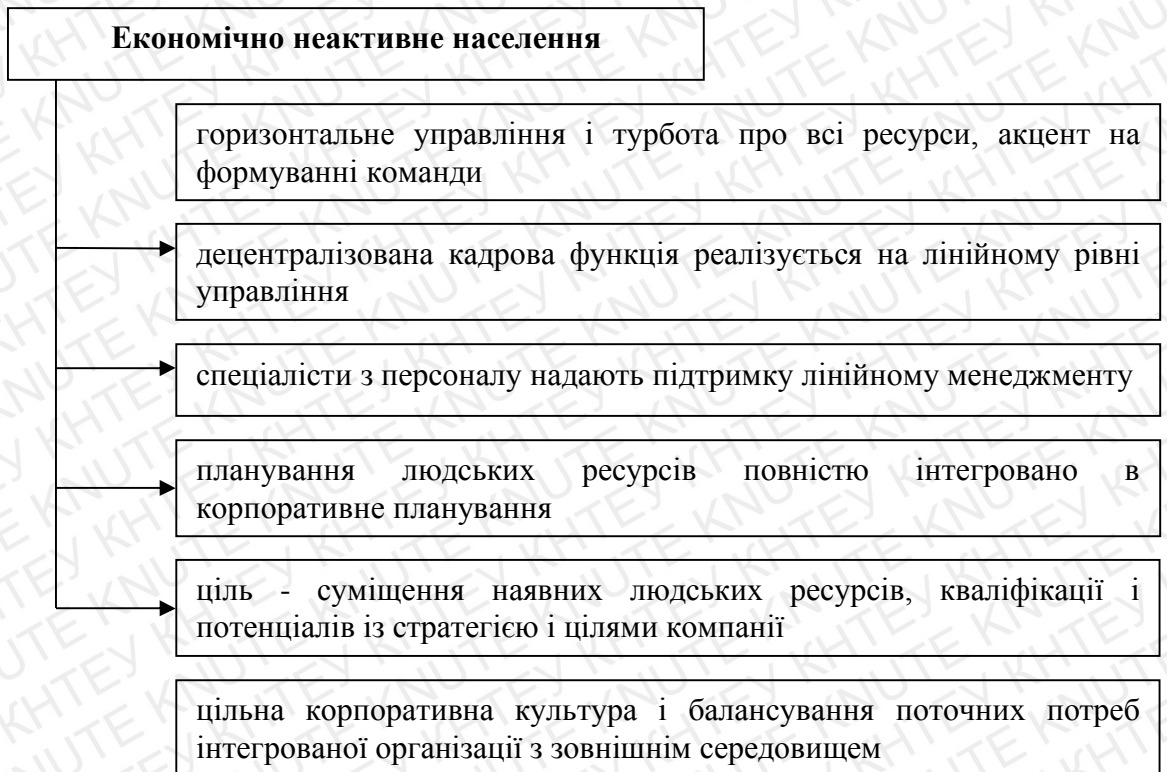 Економічно неактивне населення
горизонтальне управління і турбота про всі ресурси, акцент на
формуванні команди
децентралізована кадрова функція реалізується на лінійному рівні
управління
спеціалісти з персоналу надають підтримку лінійному менеджменту
планування людських ресурсів повністю інтегровано в
корпоративне планування
ціль - суміщення наявних людських ресурсів, кваліфікації і
потенціалів із стратегією і цілями компанії
цільна корпоративна культура і балансування поточних потреб
інтегрованої організації з зовнішнім середовищем